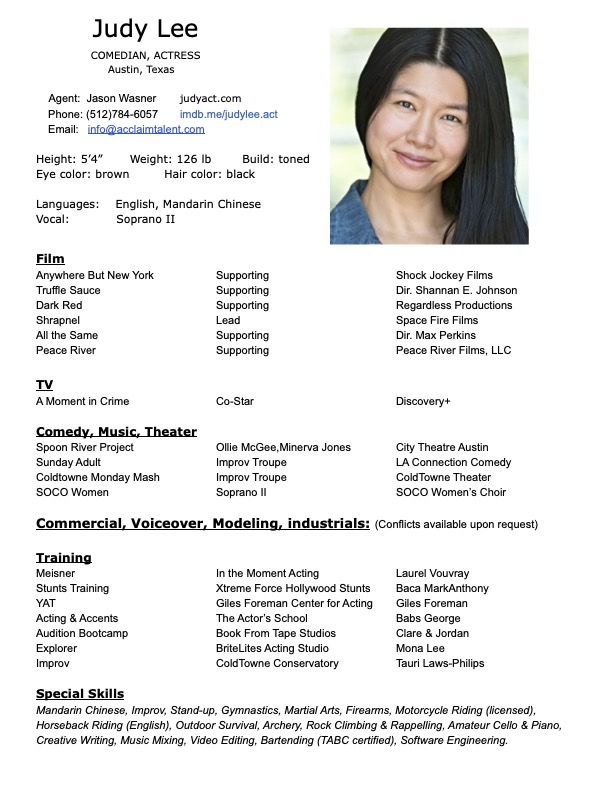 Judy Lee
COMEDIAN, ACTRESS
Austin, Texas
Agent: Jason Wasner judyact.com
Phone: (512)784-6057 imdb.me/judylee.act
Email: info@acclaimtalent.com
Height: 5’4” Weight: 126 lb Build: toned
Eye color: brown Hair color: black
Languages: English, Mandarin Chinese
Vocal: Soprano II
Film
Anywhere But New York Supporting Shock Jockey Films
Truffle Sauce Supporting Dir. Shannan E. Johnson
Dark Red Supporting Regardless Productions
Shrapnel Lead Space Fire Films
All the Same Supporting Dir. Max Perkins
Peace River Supporting Peace River Films, LLC
TV
A Moment in Crime Co-Star Discovery+
Comedy, Music, Theater
Spoon River Project Ollie McGee,Minerva Jones City Theatre Austin
Sunday Adult Improv Troupe LA Connection Comedy
Coldtowne Monday Mash Improv Troupe ColdTowne Theater
SOCO Women Soprano II SOCO Women’s Choir
Commercial, Voiceover, Modeling, industrials: (Conflicts available upon request)
Training
Meisner In the Moment Acting Laurel Vouvray
Stunts Training Xtreme Force Hollywood Stunts Baca MarkAnthony
YAT Giles Foreman Center for Acting Giles Foreman
Acting & Accents The Actor’s School Babs George
Audition Bootcamp Book From Tape Studios Clare & Jordan
Explorer BriteLites Acting Studio Mona Lee
Improv ColdTowne Conservatory Tauri Laws-Philips
Special Skills
Mandarin Chinese, Improv, Stand-up, Gymnastics, Martial Arts, Firearms, Motorcycle Riding (licensed),
Horseback Riding (English), Outdoor Survival, Archery, Rock Climbing & Rappelling, Amateur Cello & Piano,
Creative Writing, Music Mixing, Video Editing, Bartending (TABC certified), Software Engineering.